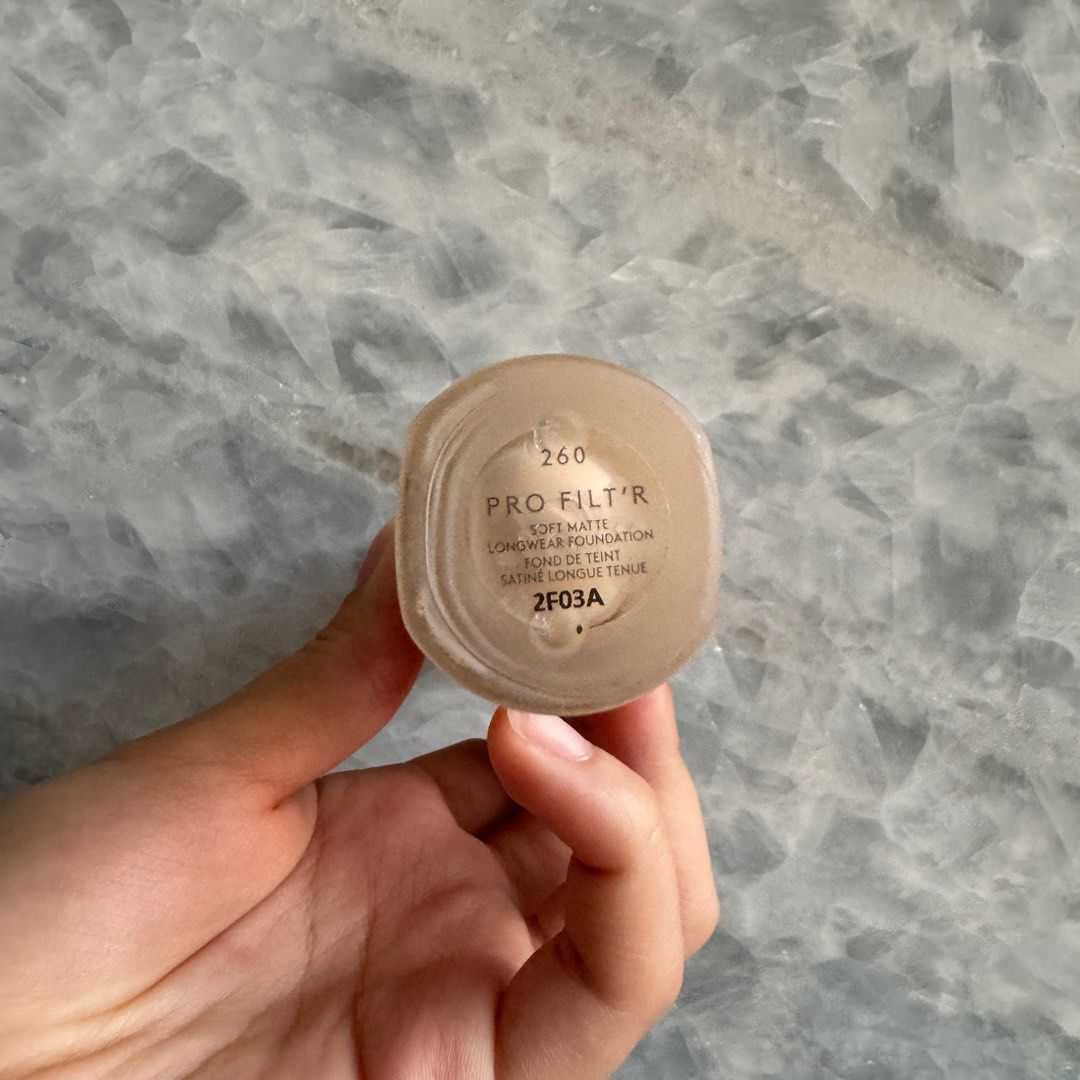 260
PRO FILT'R
SOFT MATTE
LONGWEAR FOUNDATION
FOND DE TEINT
SATINÉ LONGUE TENUE
2F03A